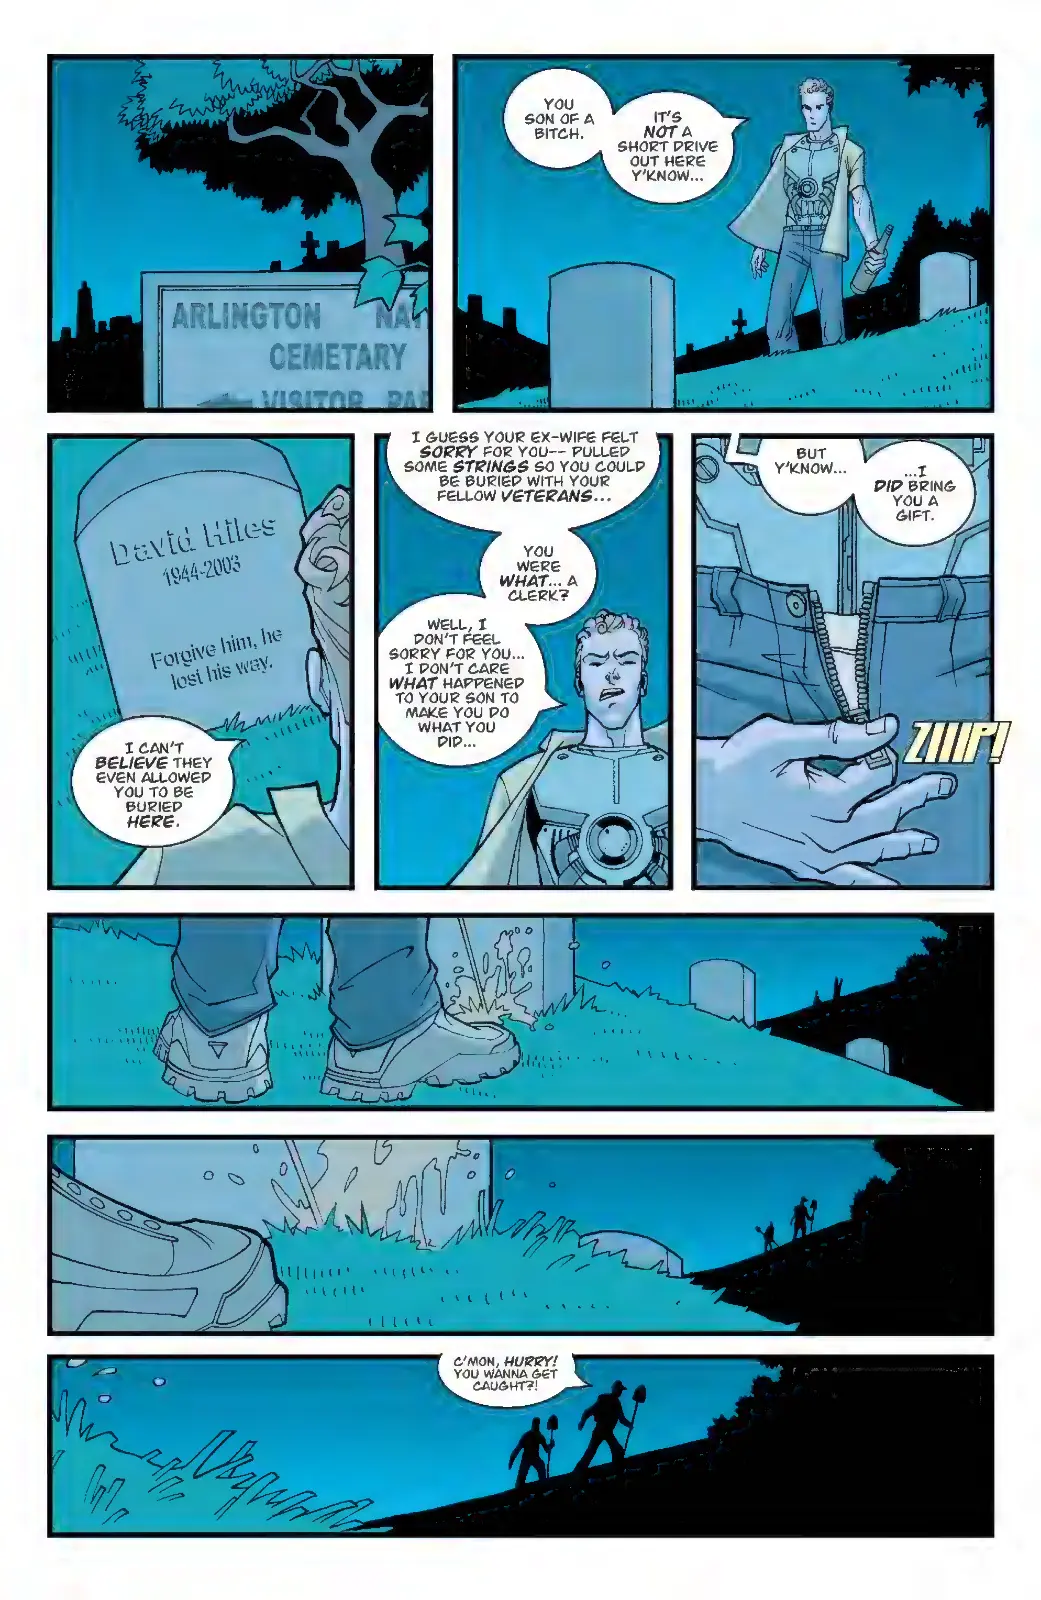 ARLINGTON NAT
CEMETARY
VISITOR PAR
YOU
SON OF A
BITCH.
IT'S
NOT A
SHORT DRIVE
OUT HERE
Y'KNOW...
David Hiles
1944-2003
Forgive him, he
lost his way.
I CAN'T
BELIEVE THEY
EVEN ALLOWED
YOU TO BE
BURIED
HERE.
I GUESS YOUR EX-WIFE FELT
SORRY FOR YOU-- PULLED
SOME STRINGS SO YOU COULD
BE BURIED WITH YOUR
FELLOW VETERANS...
YOU
WERE
WHAT... A
CLERK?
WELL, I
DON'T FEEL
SORRY FOR YOU...
I DON'T CARE
WHAT HAPPENED
TO YOUR SON TO
MAKE YOU DO
WHAT YOU
DID...
BUT
Y'KNOW...
...I
DID BRING
YOU A
GIFT.
ZIIIP!
C'MON, HURRY!
YOU WANNA GET
CAUGHT?!